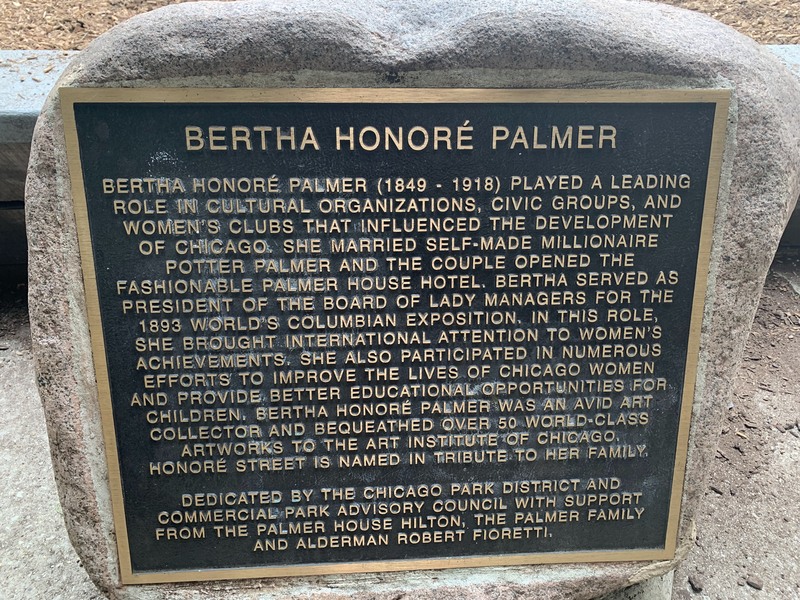 BERTHA HONORÉ PALMER
BERTHA HONORÉ PALMER (1849 - 1918) PLAYED A LEADING
ROLE IN CULTURAL ORGANIZATIONS, CIVIC GROUPS, AND
WOMEN'S CLUBS THAT INFLUENCED THE DEVELOPMENT
OF CHICAGO. SHE MARRIED SELF-MADE MILLIONAIRE
POTTER PALMER AND THE COUPLE OPENED THE
FASHIONABLE PALMER HOUSE HOTEL. BERTHA SERVED AS
PRESIDENT OF THE BOARD OF LADY MANAGERS FOR THE
1893 WORLD'S COLUMBIAN EXPOSITION. IN THIS ROLE,
SHE BROUGHT INTERNATIONAL ATTENTION TO WOMEN'S
ACHIEVEMENTS. SHE ALSO PARTICIPATED IN NUMEROUS
EFFORTS TO IMPROVE THE LIVES OF CHICAGO WOMEN
AND PROVIDE BETTER EDUCATIONAL OPPORTUNITIES FOR
CHILDREN. BERTHA HONORÉ PALMER WAS AN AVID ART
COLLECTOR AND BEQUEATHED OVER 50 WORLD-CLASS
ARTWORKS TO THE ART INSTITUTE OF CHICAGO.
HONORÉ STREET IS NAMED IN TRIBUTE TO HER FAMILY.
DEDICATED BY THE CHICAGO PARK DISTRICT AND
COMMERCIAL PARK ADVISORY COUNCIL WITH SUPPORT
FROM THE PALMER HOUSE HILTON, THE PALMER FAMILY
AND ALDERMAN ROBERT FIORETTI.